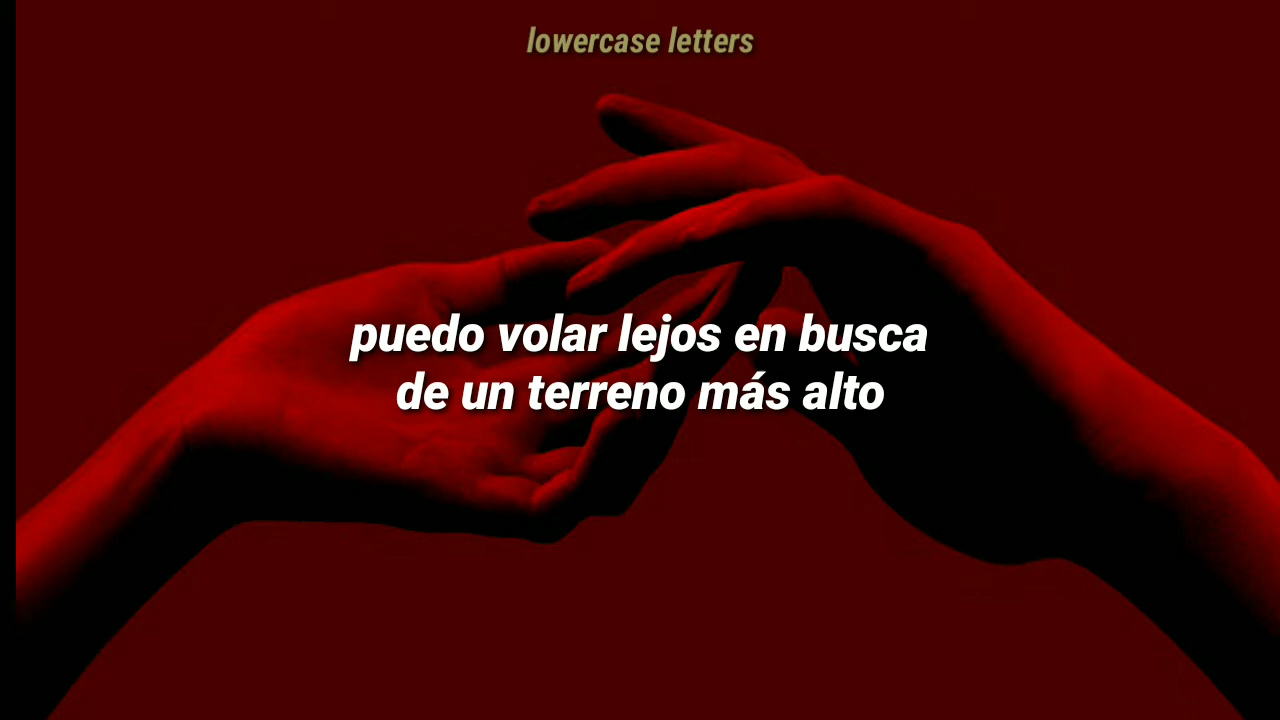 lowercase letters
puedo volar lejos en busca
de un terreno más alto